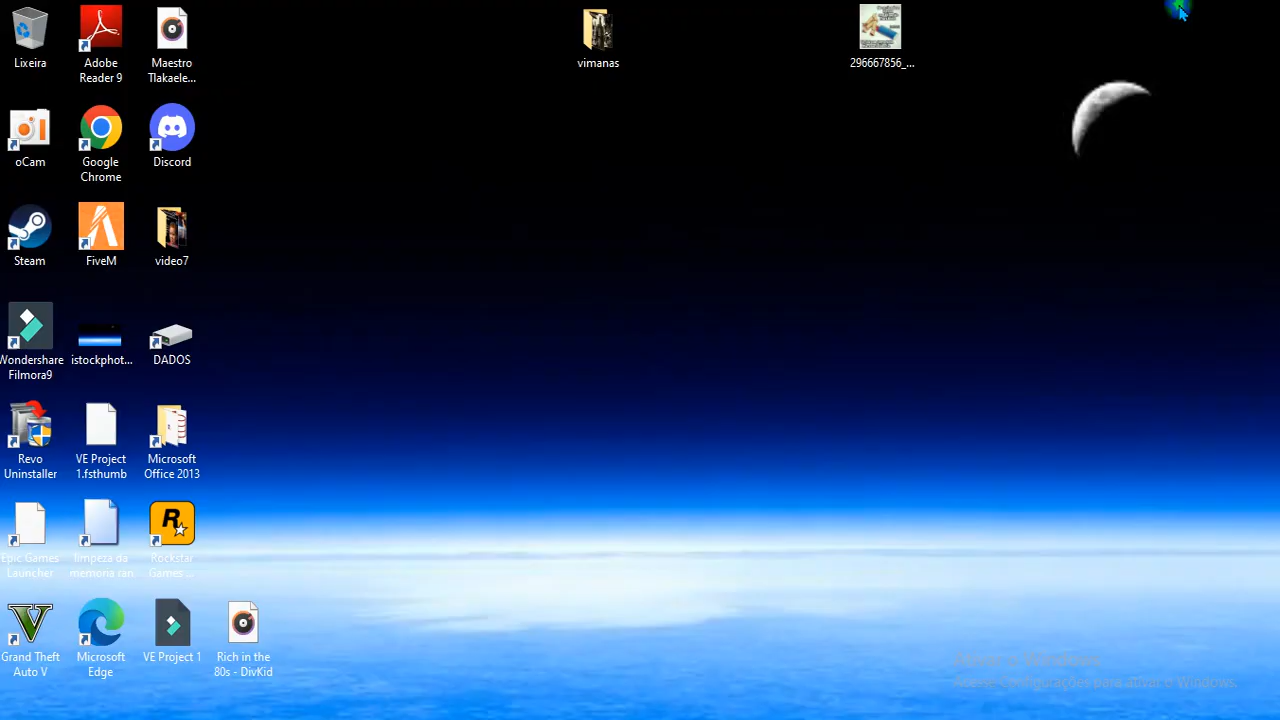 Lixeira
Adobe
Reader 9
Maestro
Tlakaele...
vimanas
296667856_...
oCam
Google
Chrome
Discord
Steam
FiveM
video7
Wondershare
Filmora9
istockphot...
DADOS
Revo
Uninstaller
VE Project
1.fsthumb
Microsoft
Office 2013
Epic Games
Launcher
limpeza da
memoria ran
Rockstar
Games ...
Grand Theft
Auto V
Microsoft
Edge
VE Project 1
Rich in the
80s - DivKid
Ativar o Windows
Acesse Configurações para ativar o Windows.